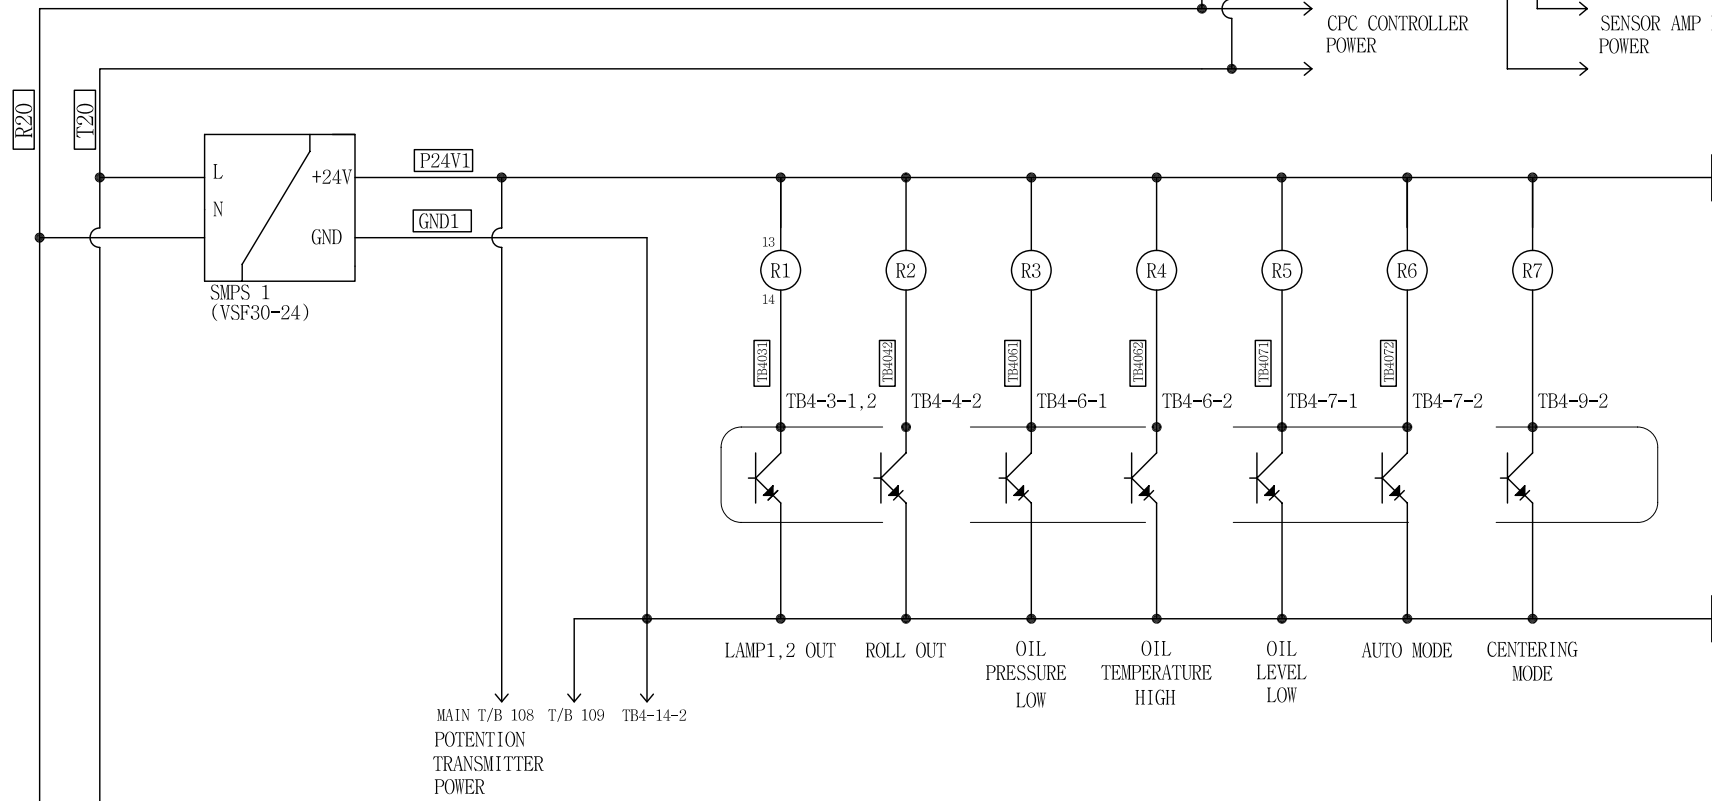 CPC CONTROLLER
POWER
SENSOR AMP
POWER
R20
T20
L
N
+24V
GND
SMPS 1
(VSF30-24)
P24V1
GND1
13
14
R1
R2
R3
R4
R5
R6
R7
TB4031
TB4042
TB4061
TB4062
TB4071
TB4072
TB4-3-1,2
TB4-4-2
TB4-6-1
TB4-6-2
TB4-7-1
TB4-7-2
TB4-9-2
LAMP1,2 OUT
ROLL OUT
OIL
PRESSURE
LOW
OIL
TEMPERATURE
HIGH
OIL
LEVEL
LOW
AUTO MODE
CENTERING
MODE
MAIN T/B 108
POTENTION
TRANSMITTER
POWER
T/B 109
TB4-14-2